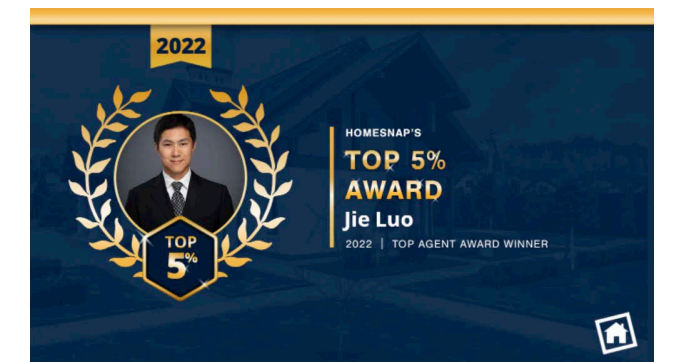 2022
TOP
5%
HOMESNAP'S
TOP 5%
AWARD
Jie Luo
2022 | TOP AGENT AWARD WINNER